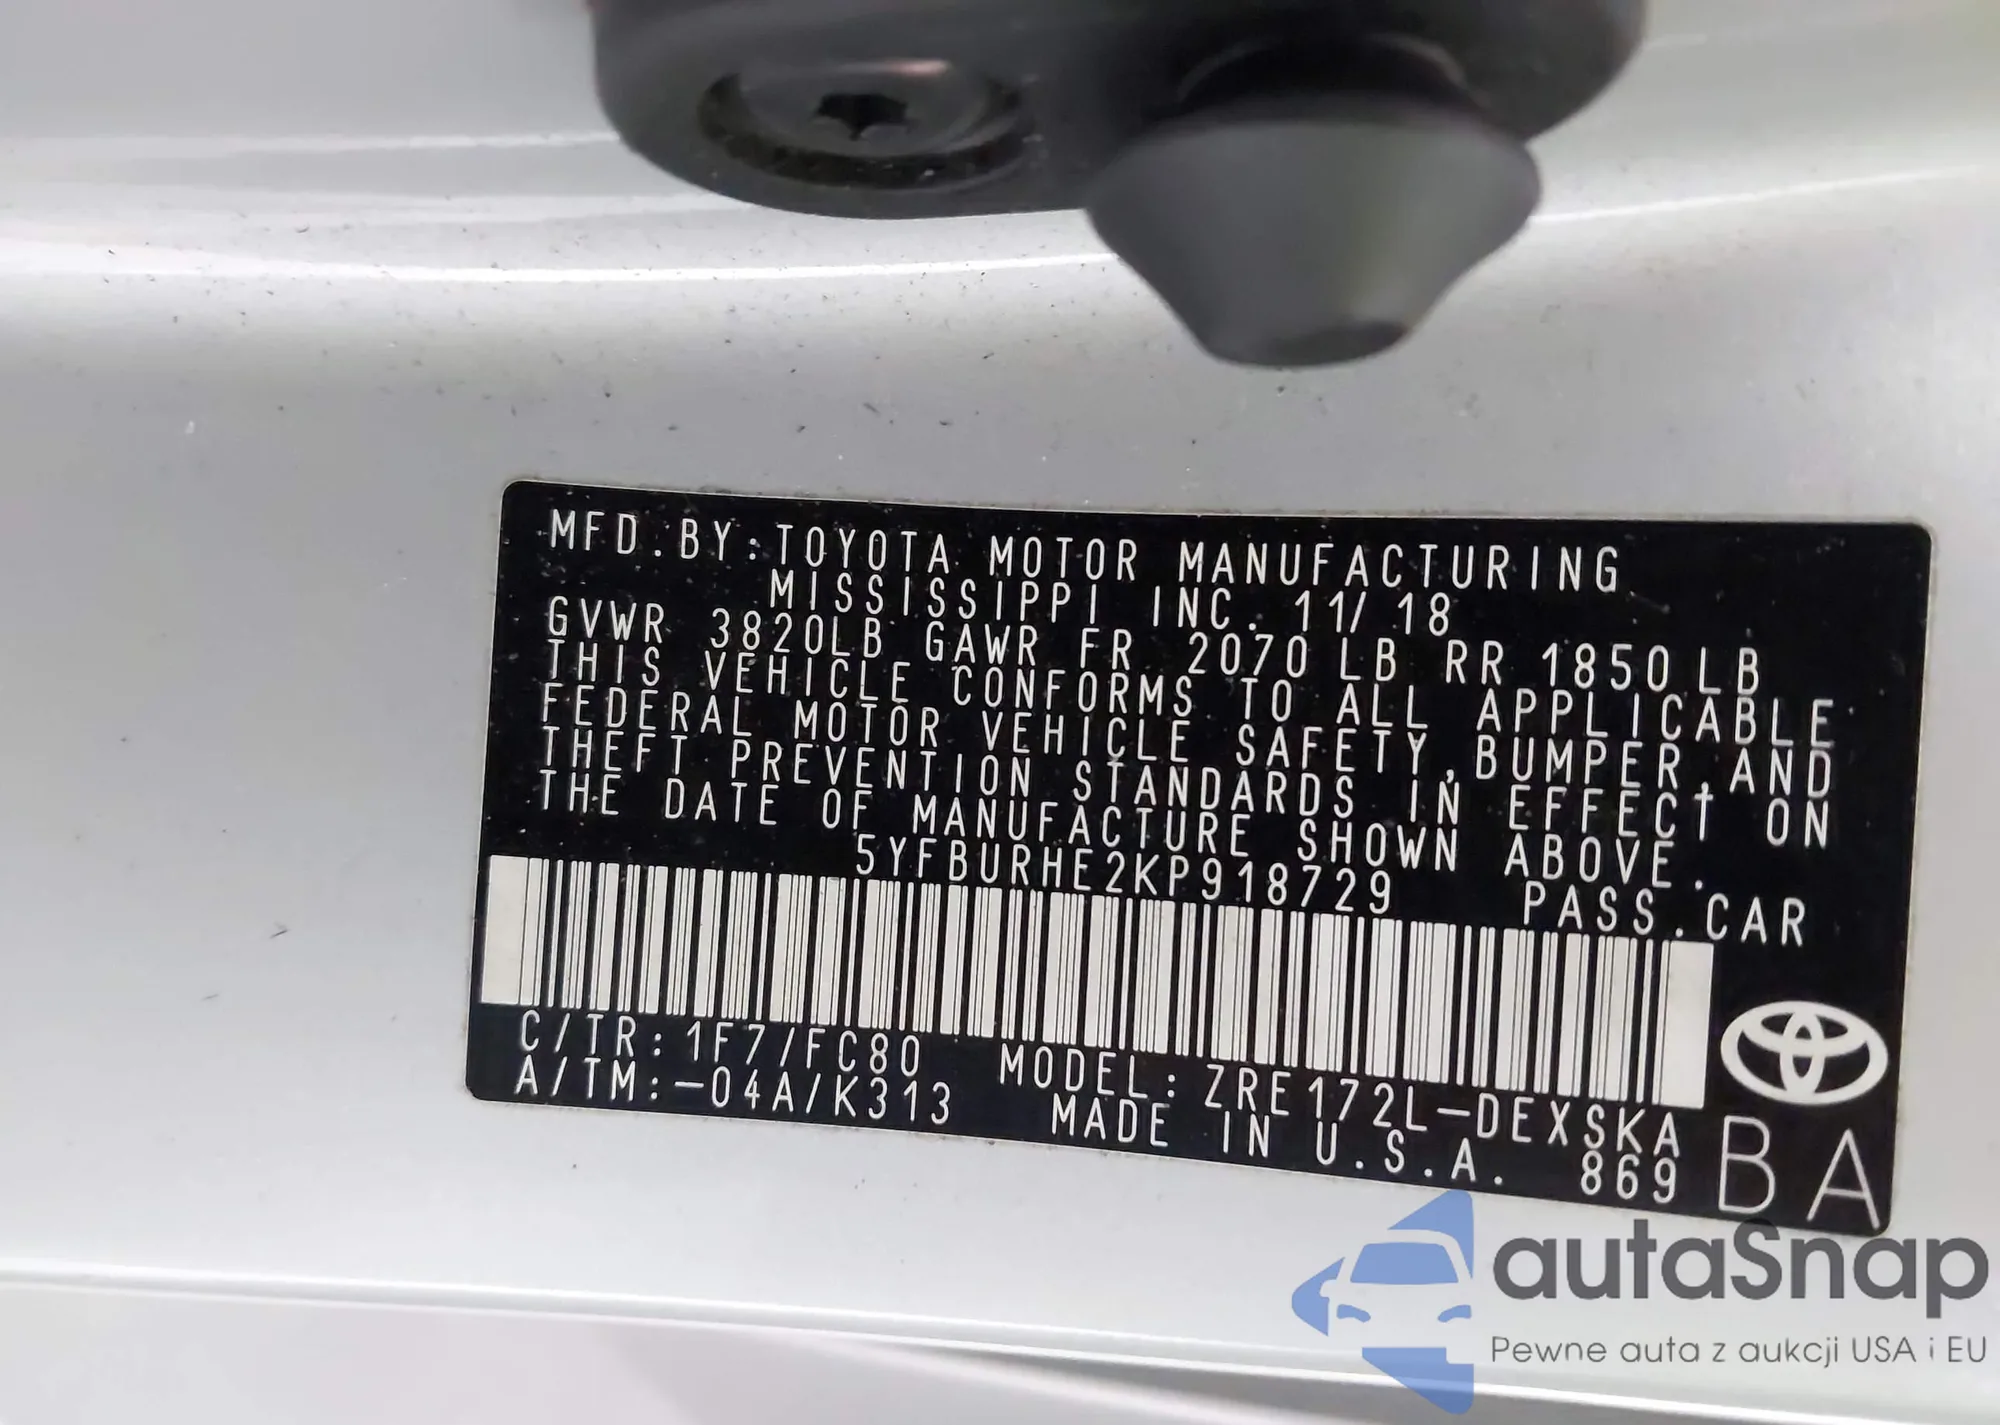 MFD.BY:TOYOTA MOTOR MANUFACTURING
MISSISSIPPI INC. 11/18
GVWR 3820LB GAWR FR 2070LB RR 1850LB
THIS VEHICLE CONFORMS TO ALL APPLICABLE
FEDERAL MOTOR VEHICLE SAFETY,BUMPER,AND
THEFT PREVENTION STANDARDS IN EFFECT ON
THE DATE OF MANUFACTURE SHOWN ABOVE.
5YFBURHE2KP918729 PASS.CAR
C/TR:1F7/FC80 MODEL:ZRE172L-DEXSKA
A/TM:-04A/K313 MADE IN U.S.A. 869
BA
autaSnap
Pewne auta z aukcji USA i EU